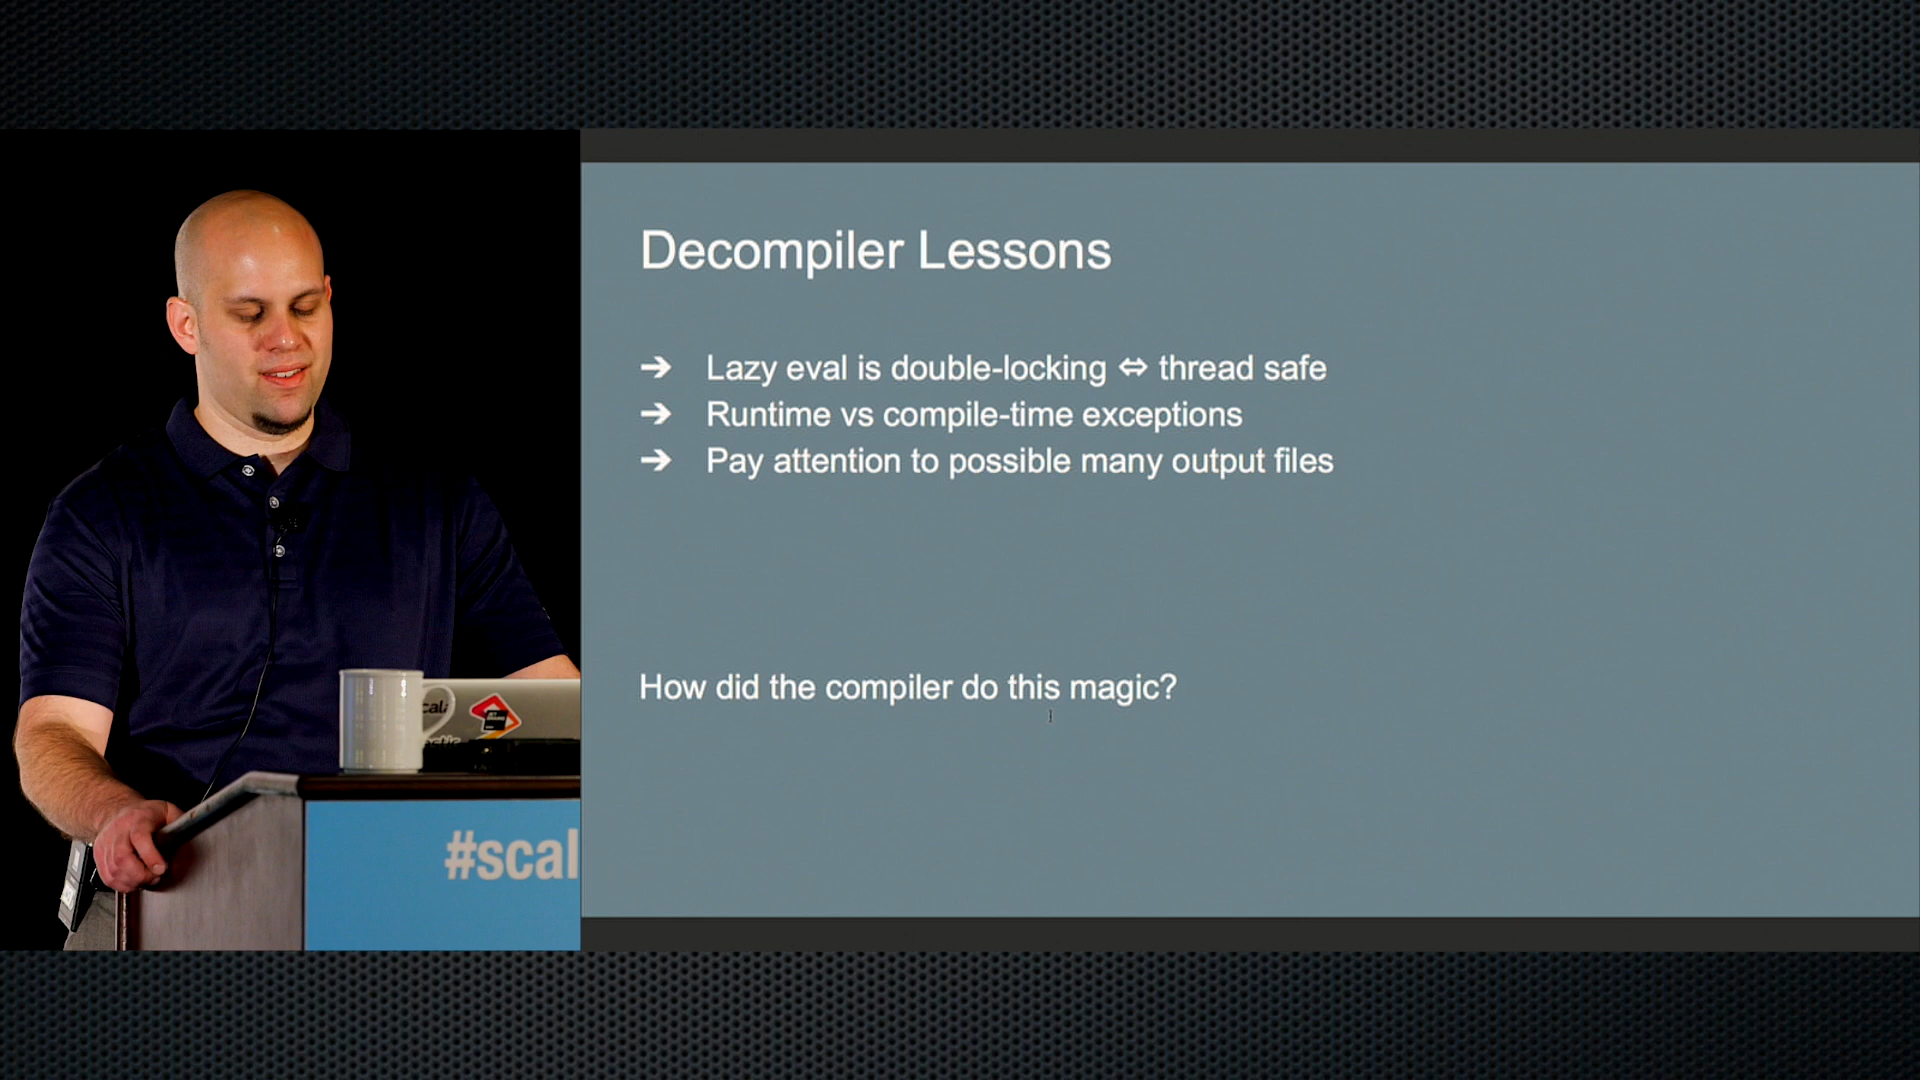 Decompiler Lessons
➔ Lazy eval is double-locking ⇔ thread safe
➔ Runtime vs compile-time exceptions
➔ Pay attention to possible many output files
How did the compiler do this magic?
#scal